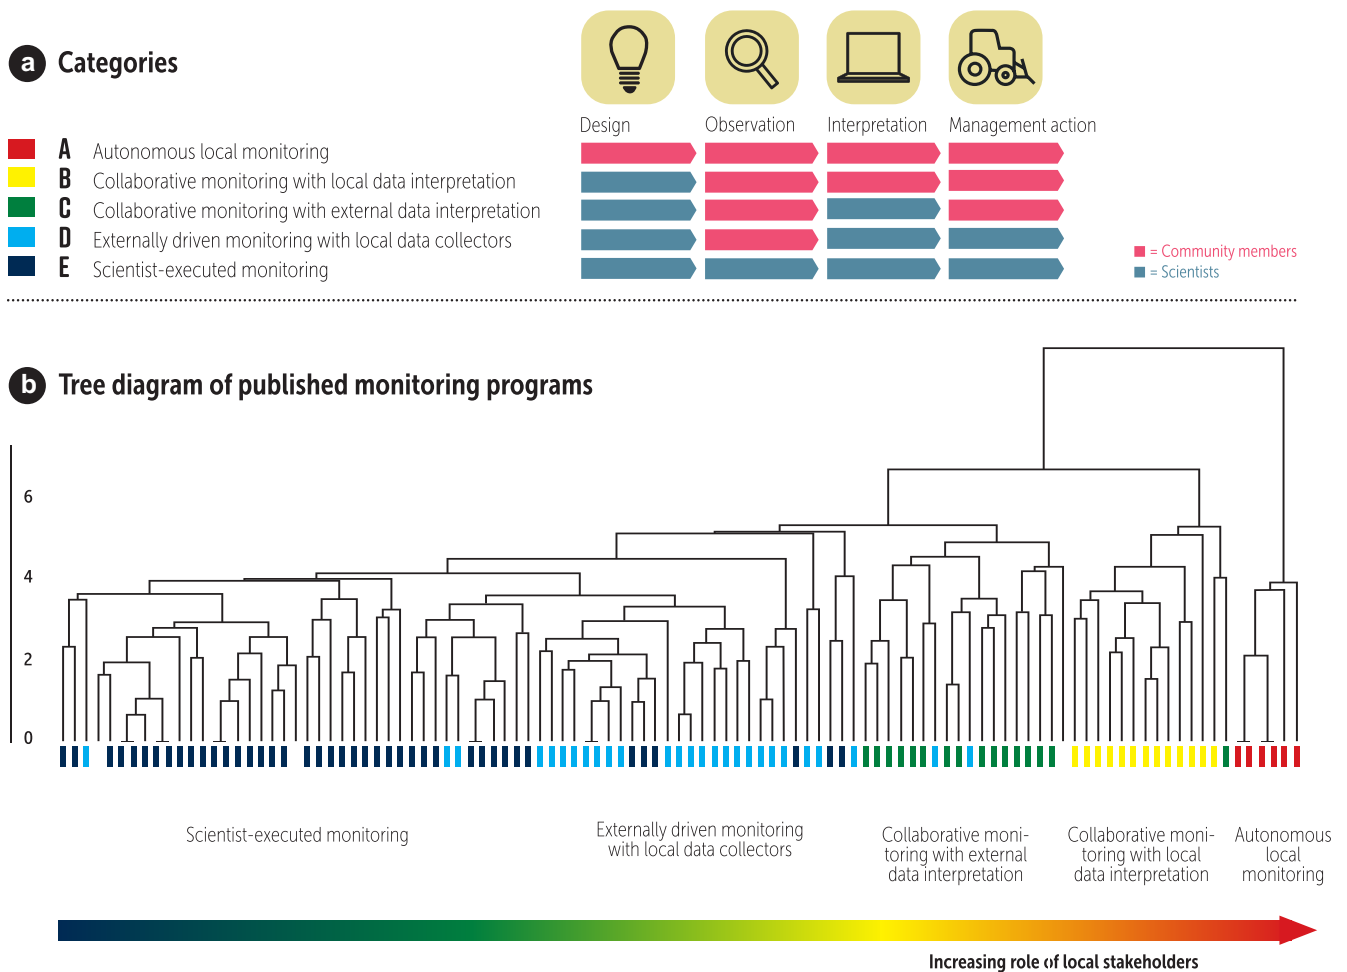 a Categories
Design Observation Interpretation Management action
A Autonomous local monitoring
B Collaborative monitoring with local data interpretation
C Collaborative monitoring with external data interpretation
D Externally driven monitoring with local data collectors
E Scientist-executed monitoring
= Community members
= Scientists
b Tree diagram of published monitoring programs
6
4
2
0
Scientist-executed monitoring
Externally driven monitoring
with local data collectors
Collaborative moni-
toring with external
data interpretation
Collaborative moni-
toring with local
data interpretation
Autonomous
local
monitoring
Increasing role of local stakeholders